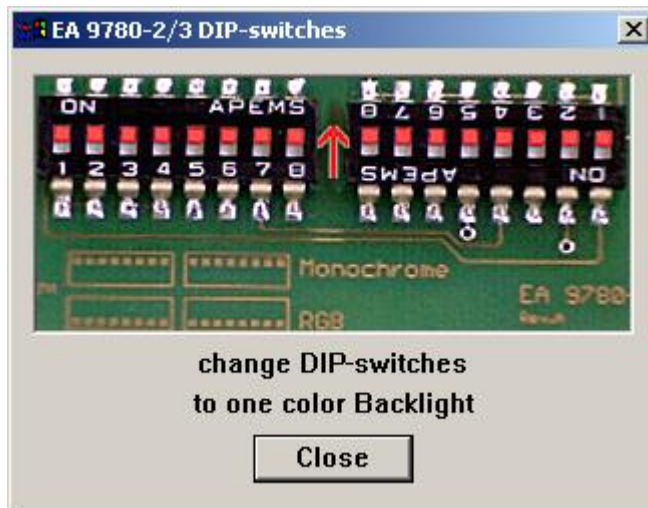 EA 9780-2/3 DIP-switches
ON APEMS
1 2 3 4 5 6 7 8
8 7 6 5 4 3 2 1
APEMS ON
Monochrome
RGB
EA 9780-
change DIP-switches
to one color Backlight
Close